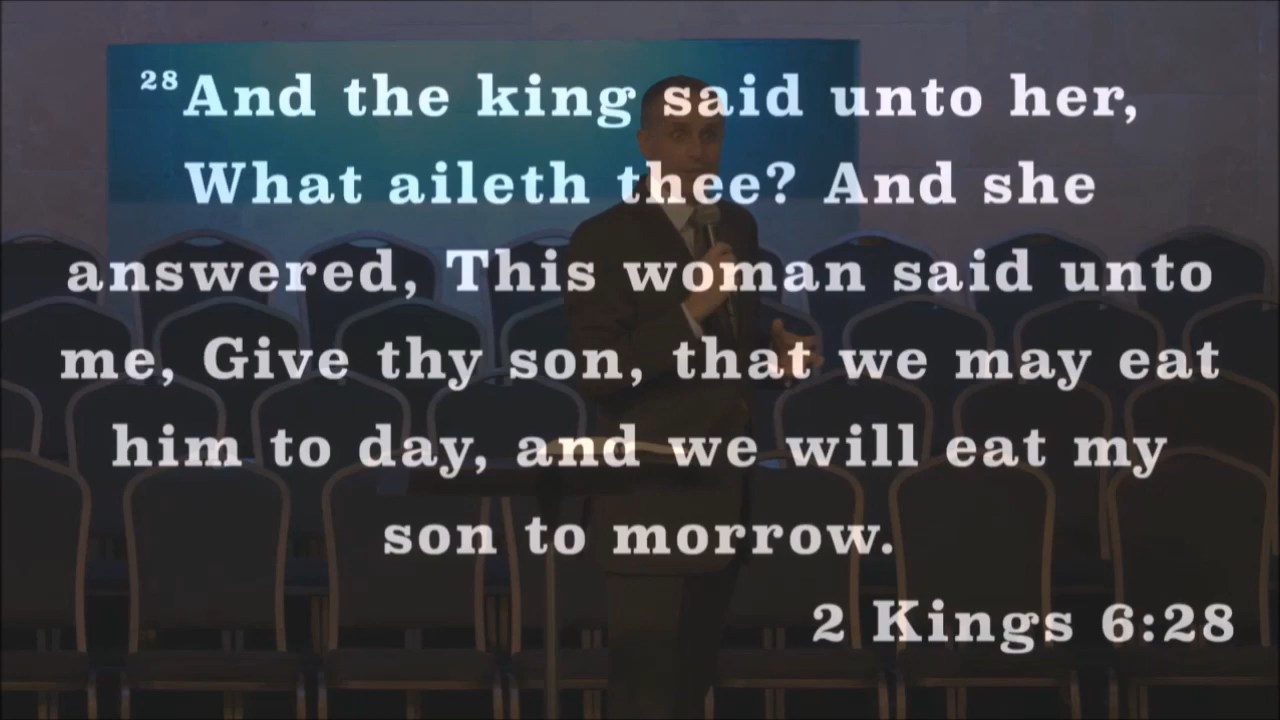 28And the king said unto her,
What aileth thee? And she
answered, This woman said unto
me, Give thy son, that we may eat
him to day, and we will eat my
son to morrow.
2 Kings 6:28